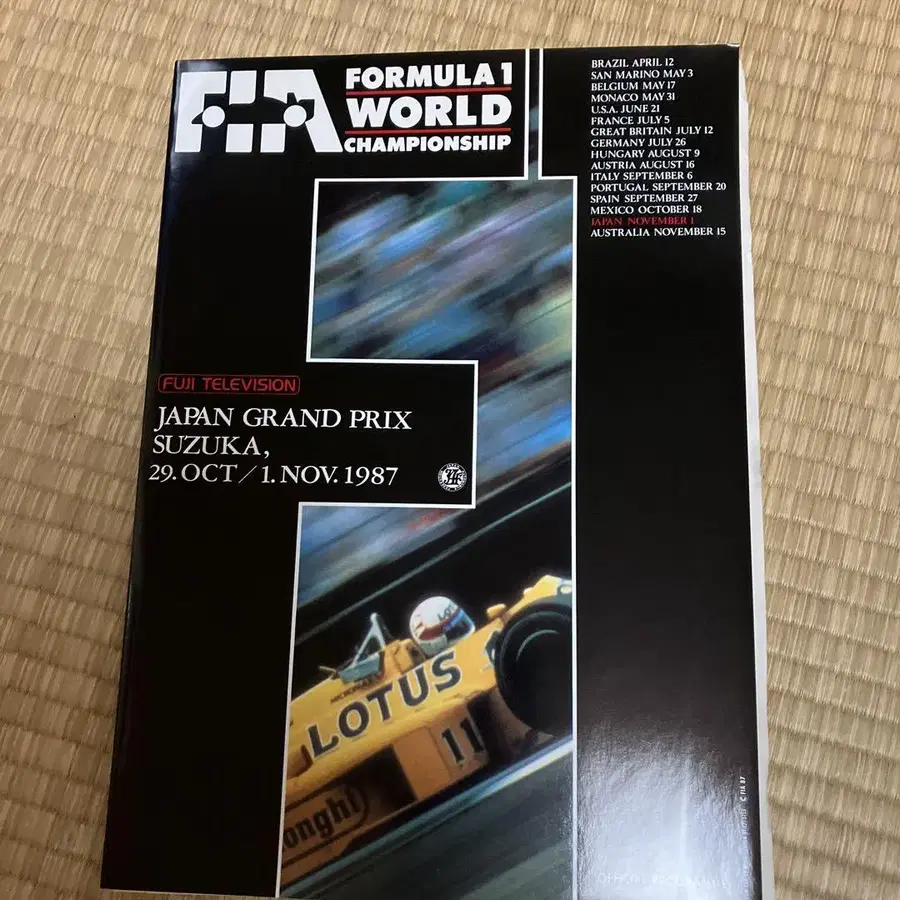 FIA
FORMULA 1
WORLD
CHAMPIONSHIP
BRAZIL APRIL 12
SAN MARINO MAY 3
BELGIUM MAY 17
MONACO MAY 31
U.S.A. JUNE 21
FRANCE JULY 5
GREAT BRITAIN JULY 12
GERMANY JULY 26
HUNGARY AUGUST 9
AUSTRIA AUGUST 16
ITALY SEPTEMBER 6
PORTUGAL SEPTEMBER 20
SPAIN SEPTEMBER 27
MEXICO OCTOBER 18
JAPAN NOVEMBER 1
AUSTRALIA NOVEMBER 15
FUJI TELEVISION
JAPAN GRAND PRIX
SUZUKA,
29. OCT / 1. NOV. 1987
LOTUS
11
onghi
OFFICIAL
C FIA 87